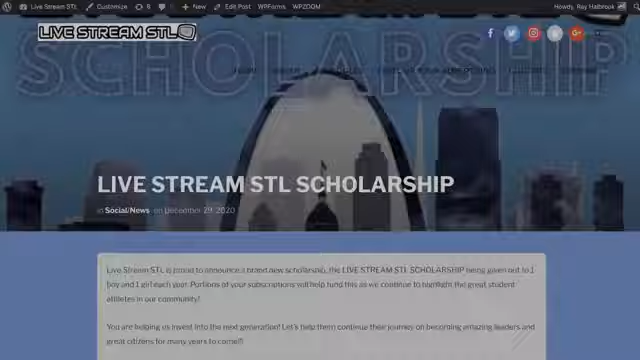 Live Stream STL Customize 6 0 New Edit Post WPForms WPZOOM Howdy, Ray Halbrook
LIVE STREAM STL
SCHOLARSHIP
LIVE STREAM STL SCHOLARSHIP
in Social/News on December 29, 2020
Live Stream STL is proud to announce a brand new scholarship, the LIVE STREAM STL SCHOLARSHIP being given out to 1
boy and 1 girl each year. Portions of your subscriptions will help fund this as we continue to highlight the great student
athletes in our community!
You are helping us invest into the next generation! Let's help them continue their journey on becoming amazing leaders and
great citizens for many years to come!!!